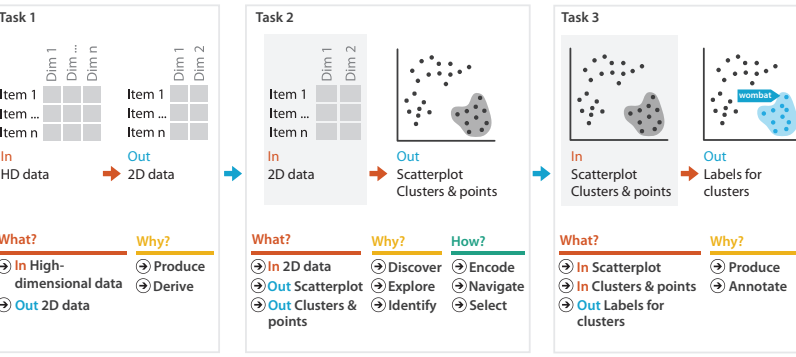 Task 1
Dim 1
Dim ...
Dim n
Dim 1
Dim 2
Item 1
Item ...
Item n
Item 1
Item ...
Item n
In
HD data
Out
2D data
What?
In High-
dimensional data
Out 2D data
Why?
Produce
Derive
Task 2
Dim 1
Dim 2
Item 1
Item ...
Item n
In
2D data
Out
Scatterplot
Clusters & points
What?
In 2D data
Out Scatterplot
Out Clusters &
points
Why?
Discover
Explore
Identify
How?
Encode
Navigate
Select
Task 3
wombat
In
Scatterplot
Clusters & points
Out
Labels for
clusters
What?
In Scatterplot
In Clusters & points
Out Labels for
clusters
Why?
Produce
Annotate